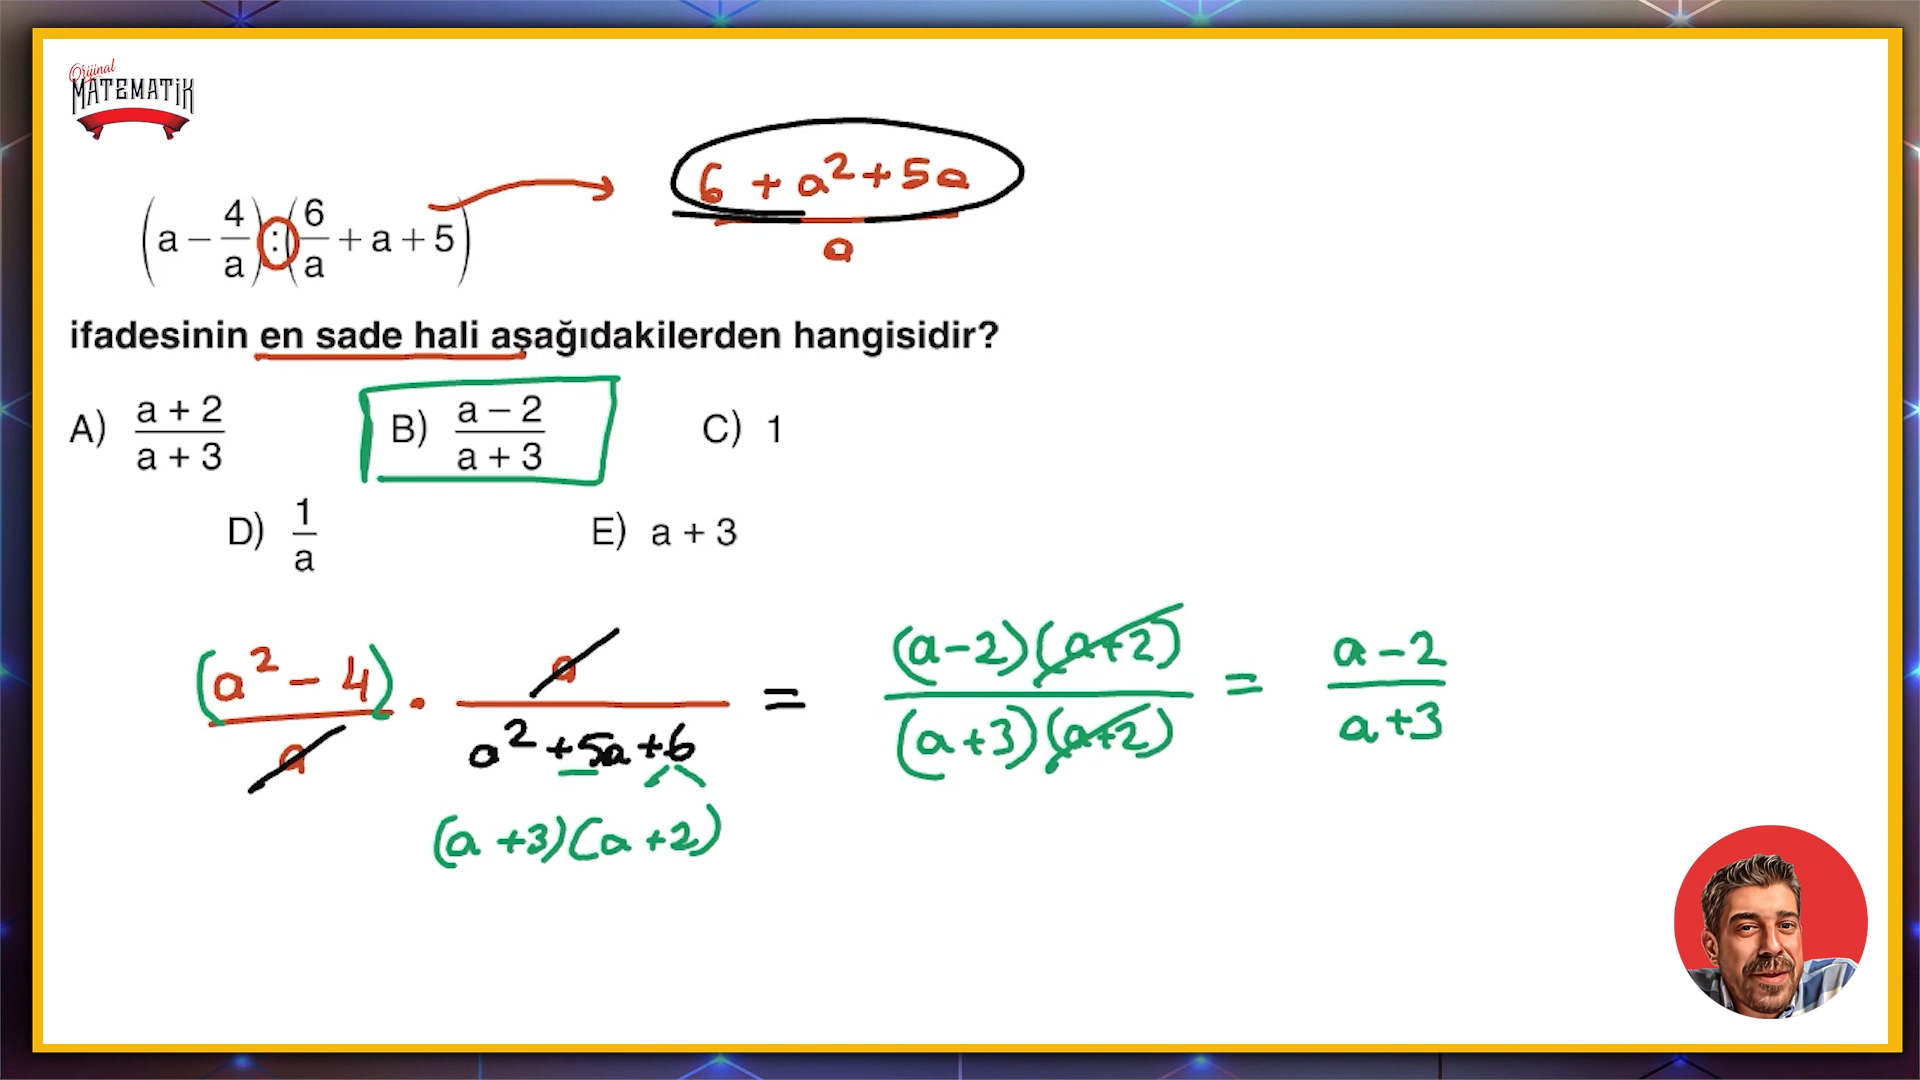 Orijinal
MATEMATİK
6 + a² + 5a
a
(a − 4/a) : (6/a + a + 5)
ifadesinin en sade hali aşağıdakilerden hangisidir?
A) (a + 2)/(a + 3) B) (a − 2)/(a + 3) C) 1
D) 1/a E) a + 3
(a² − 4)/a · a/(a² + 5a + 6) = (a−2)(a+2)/(a+3)(a+2) = (a−2)/(a+3)
(a +3)(a +2)